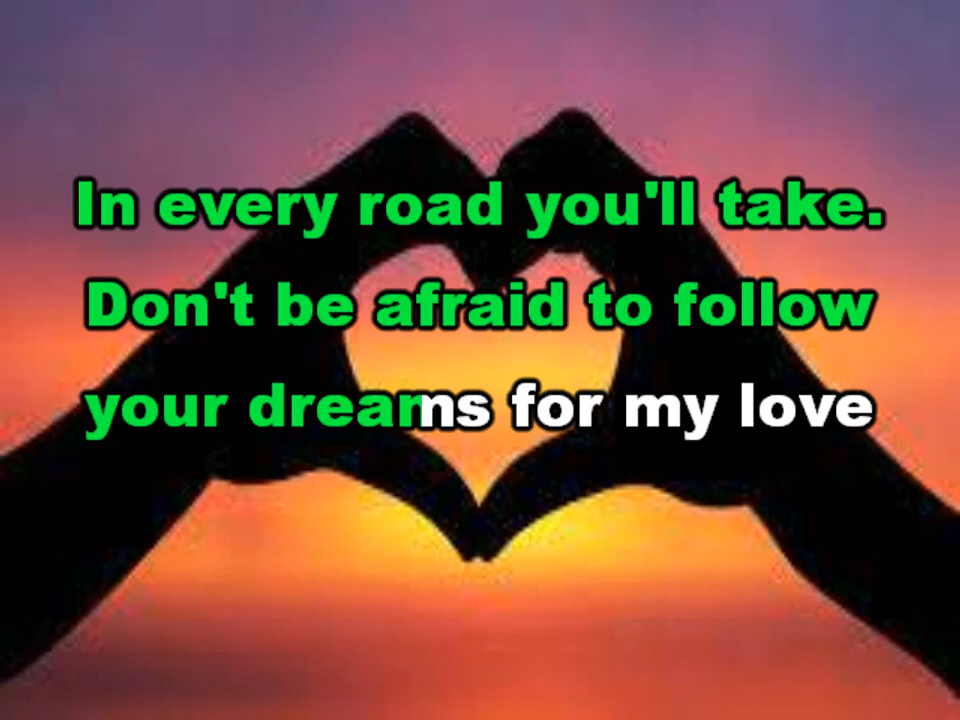 In every road you'll take.
Don't be afraid to follow
your dreams for my love